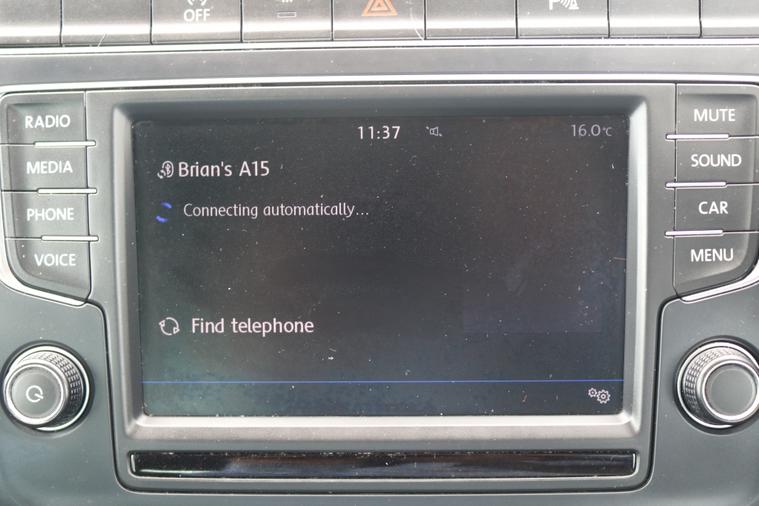 OFF
11:37
16.0°C
Brian's A15
Connecting automatically...
Find telephone
RADIO
MEDIA
PHONE
VOICE
MUTE
SOUND
CAR
MENU